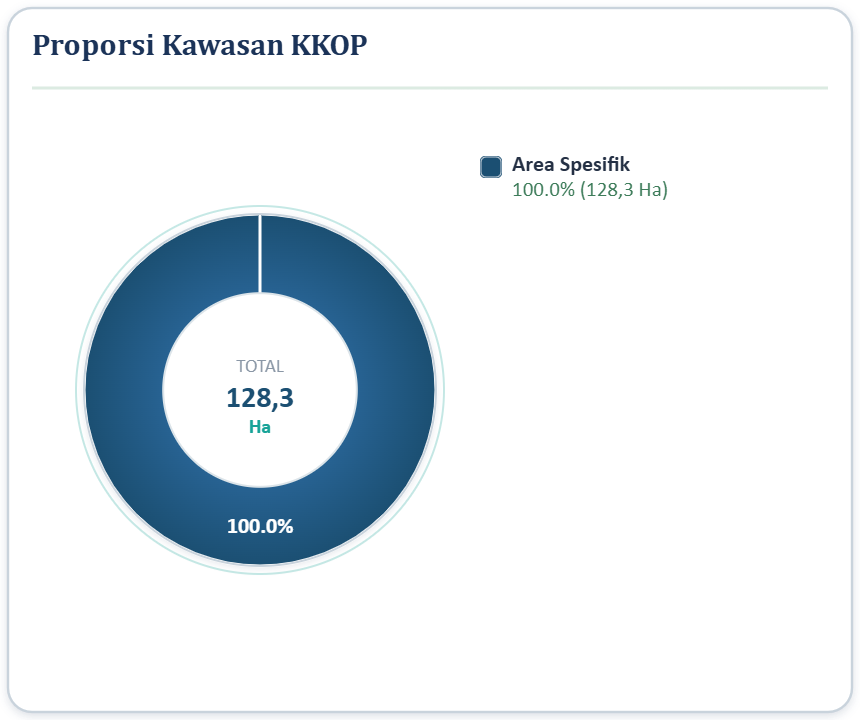 Proporsi Kawasan KKOP
Area Spesifik
100.0% (128,3 Ha)
TOTAL
128,3
Ha
100.0%